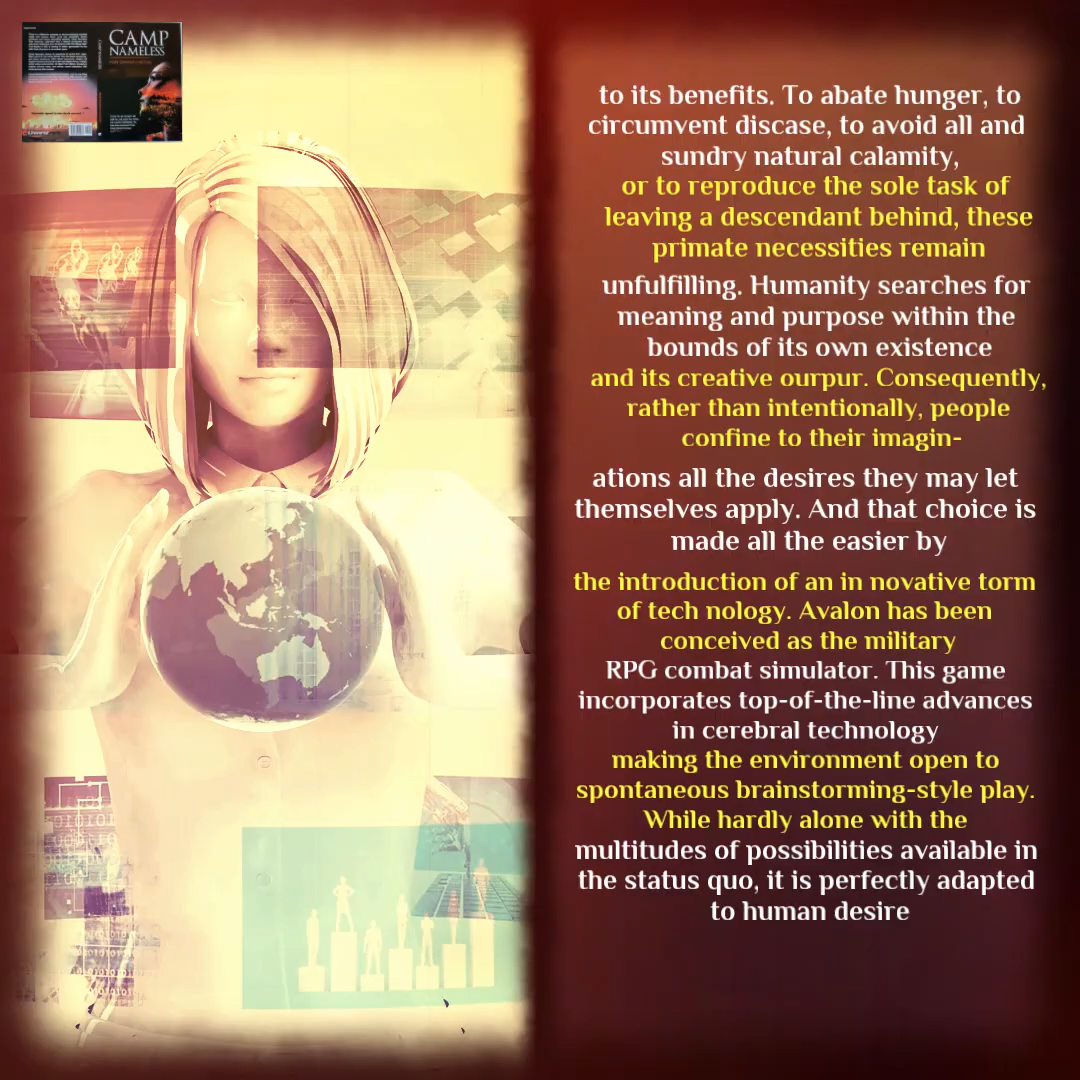 CAMP
NAMELESS
to its benefits. To abate hunger, to
circumvent disease, to avoid all and
sundry natural calamity,
or to reproduce the sole task of
leaving a descendant behind, these
primate necessities remain
unfulfilling. Humanity searches for
meaning and purpose within the
bounds of its own existence
and its creative ourpur. Consequently,
rather than intentionally, people
confine to their imagin-
ations all the desires they may let
themselves apply. And that choice is
made all the easier by
the introduction of an in novative torm
of tech nology. Avalon has been
conceived as the military
RPG combat simulator. This game
incorporates top-of-the-line advances
in cerebral technology
making the environment open to
spontaneous brainstorming-style play.
While hardly alone with the
multitudes of possibilities available in
the status quo, it is perfectly adapted
to human desire